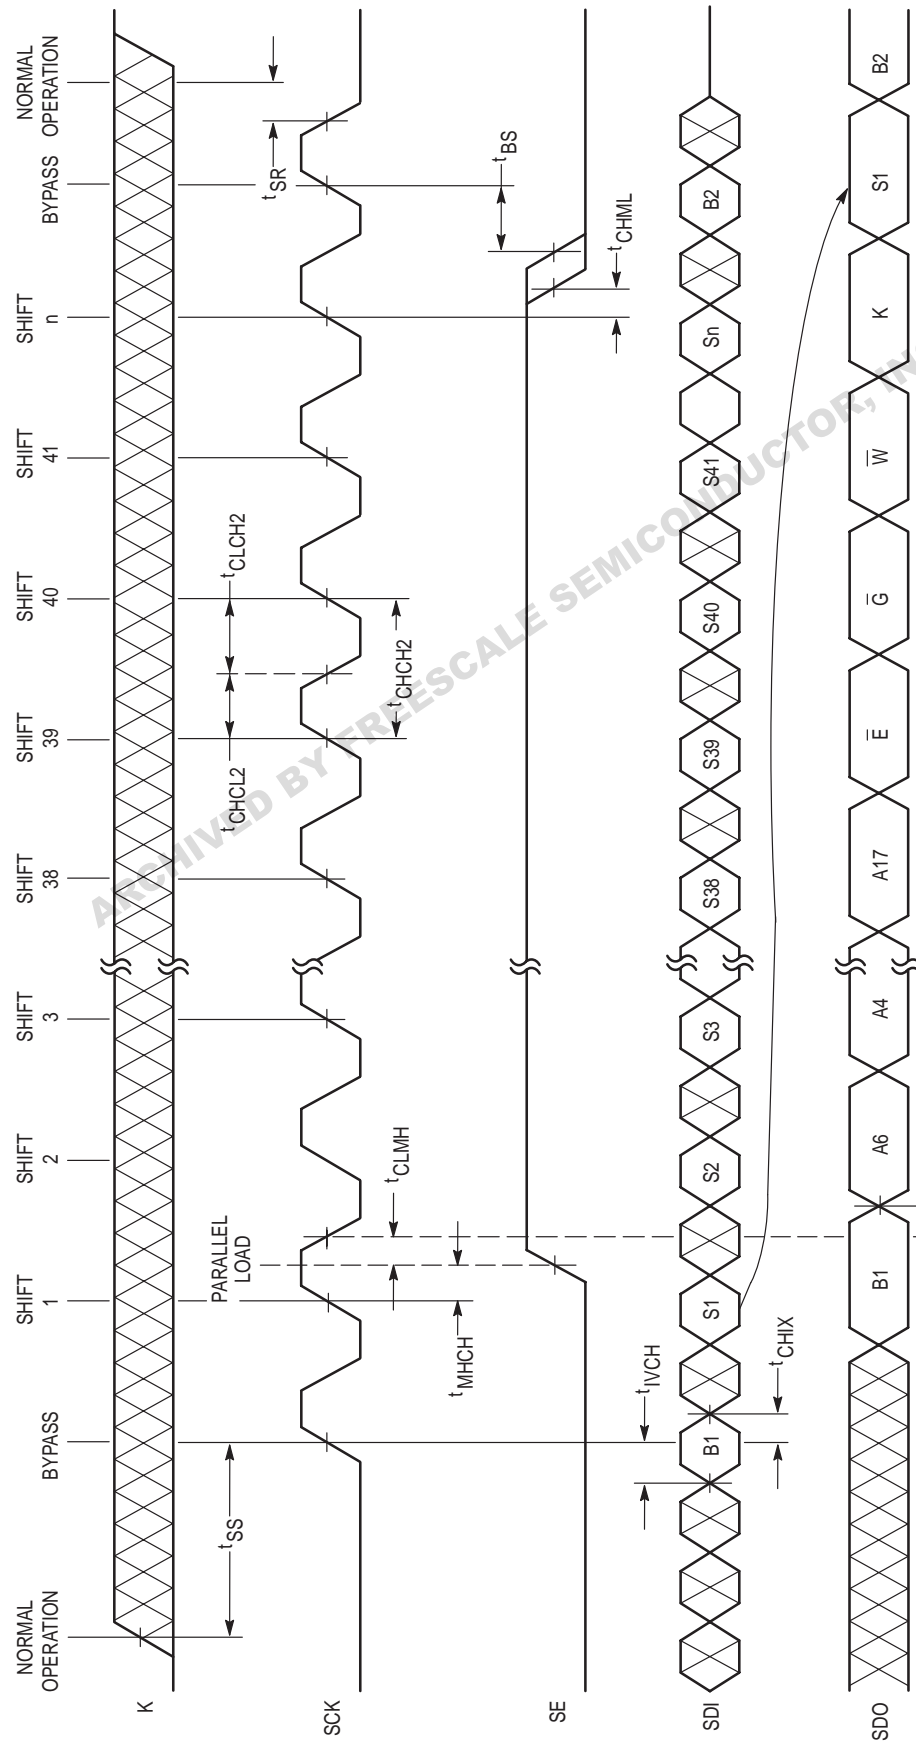 NORMAL
OPERATION
BYPASS
SHIFT
1
PARALLEL
LOAD
SHIFT
2
SHIFT
3
SHIFT
38
SHIFT
39
SHIFT
40
SHIFT
41
SHIFT
n
BYPASS
NORMAL
OPERATION
K
tSS
tCHCL2
tCLCH2
tSR
SCK
tMHCH
tCLMH
tCHCH2
SE
tBS
tCHML
tIVCH
SDI
B1
S1
S2
S3
S38
S39
S40
S41
Sn
B2
tCHIX
SDO
B1
A6
A4
A17
E̅
G̅
W̅
K
S1
B2
ARCHIVED BY FREESCALE SEMICONDUCTOR, IN